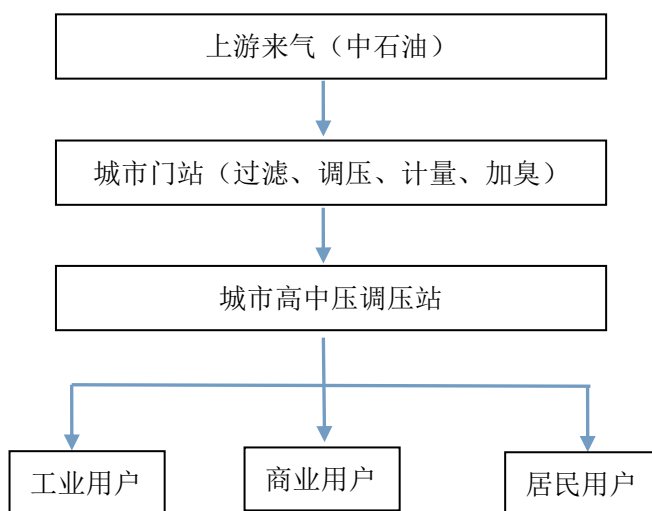 上游来气（中石油）
城市门站（过滤、调压、计量、加臭）
城市高中压调压站
工业用户
商业用户
居民用户